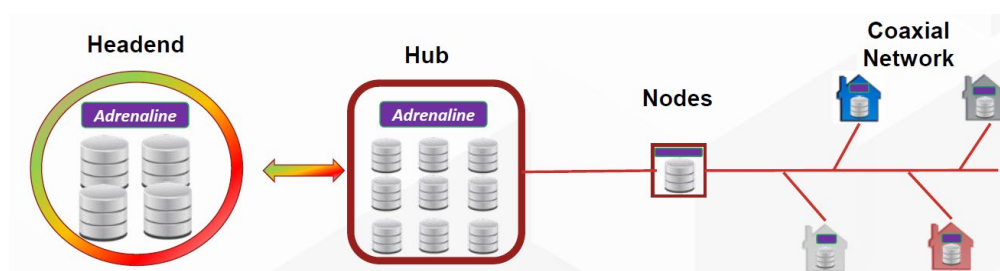 Headend
Adrenaline
Hub
Adrenaline
Nodes
Coaxial
Network